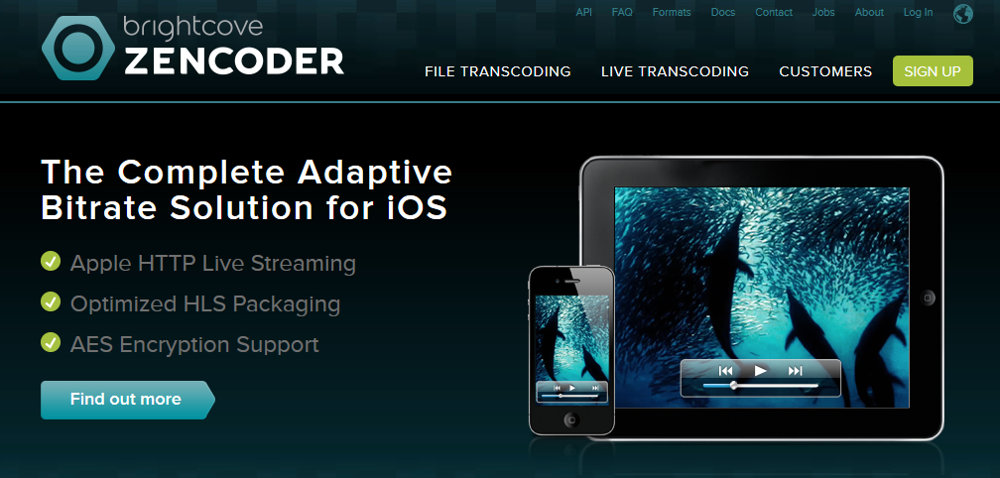 brightcove
ZENCODER
API FAQ Formats Docs Contact Jobs About Log In
FILE TRANSCODING LIVE TRANSCODING CUSTOMERS SIGN UP
The Complete Adaptive
Bitrate Solution for iOS
Apple HTTP Live Streaming
Optimized HLS Packaging
AES Encryption Support
Find out more